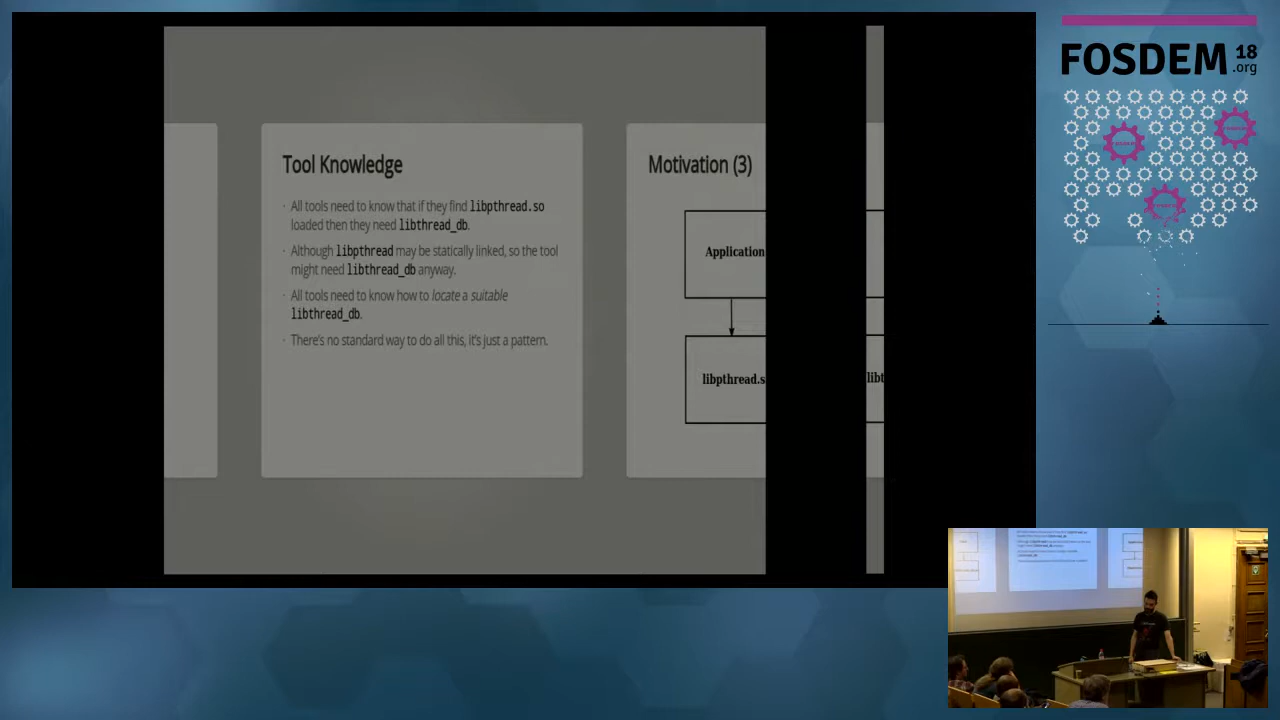 FOSDEM 18
.org
Tool Knowledge
· All tools need to know that if they find libpthread.so
loaded then they need libthread_db.
· Although libpthread may be statically linked, so the tool
might need libthread_db anyway.
· All tools need to know how to locate a suitable
libthread_db.
· There's no standard way to do all this, it's just a pattern.
Motivation (3)
Application
libpthread.s
libt